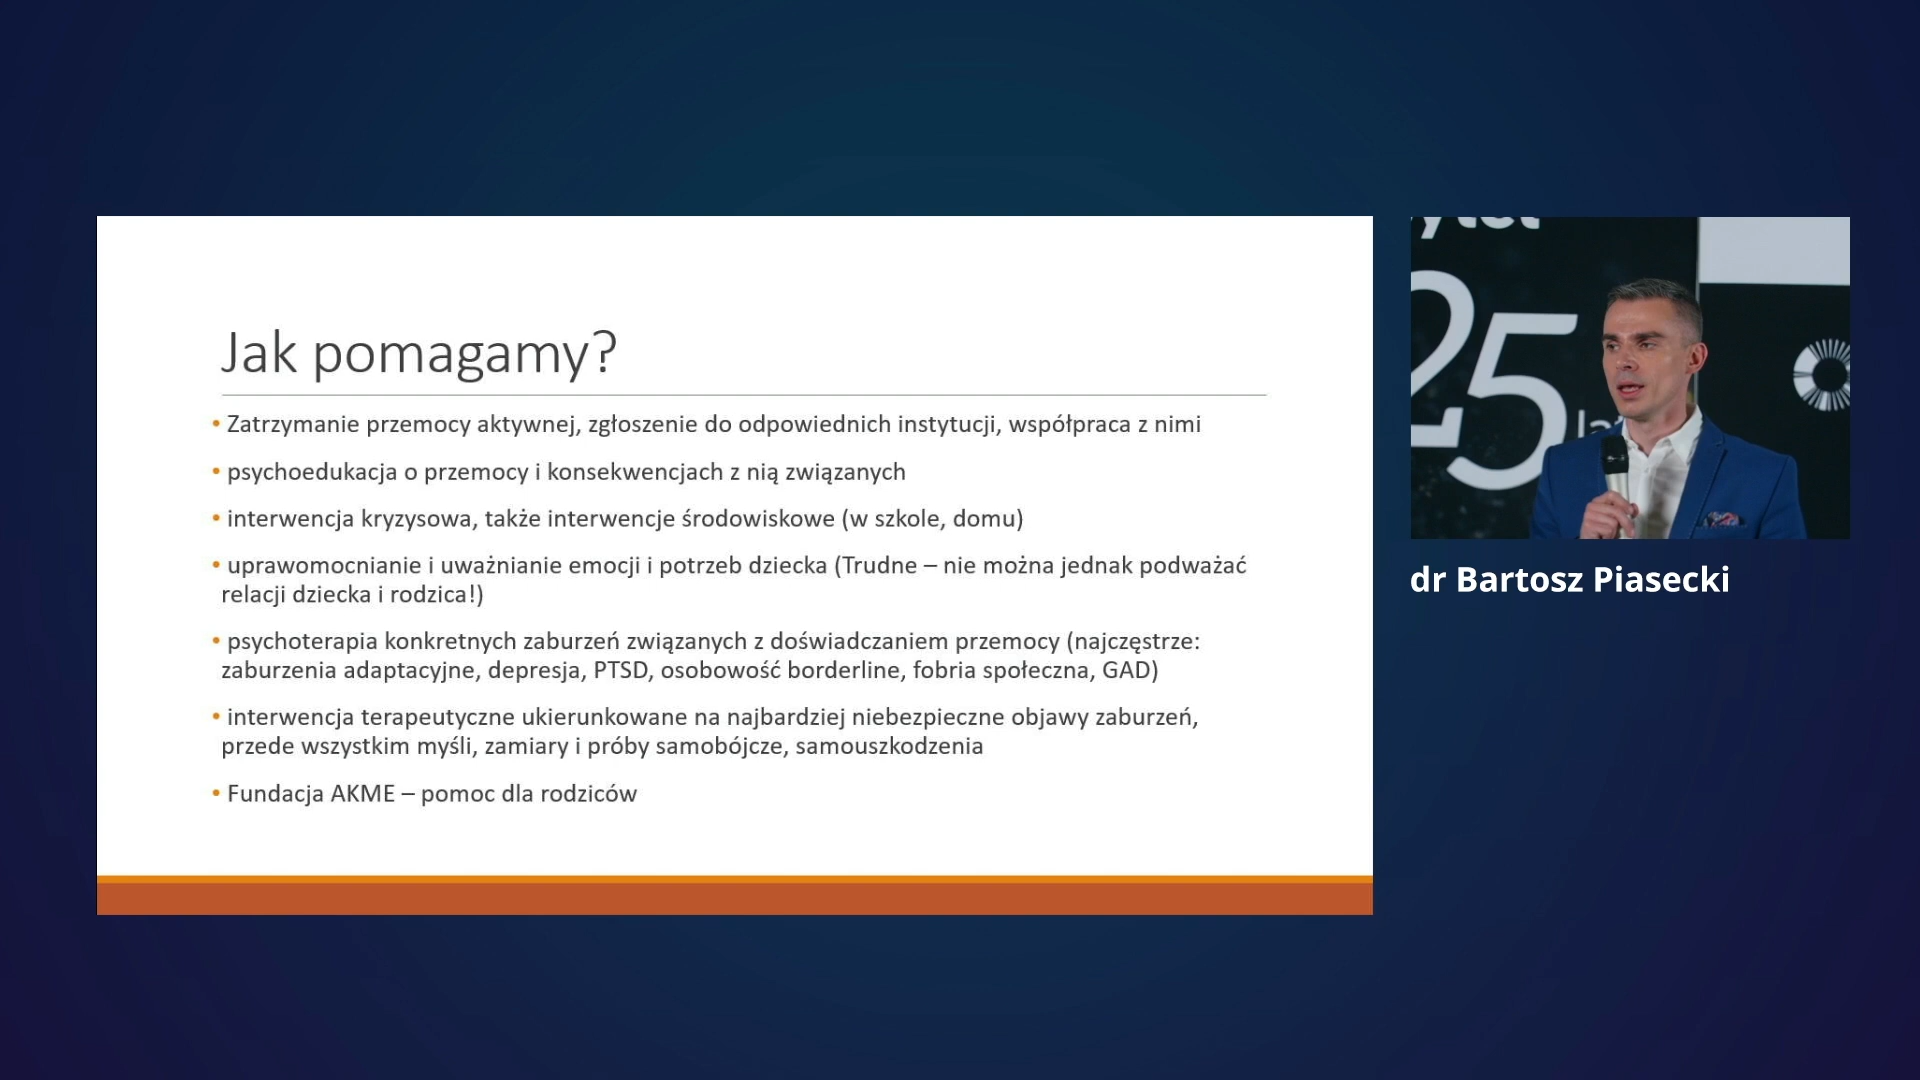 Jak pomagamy?
• Zatrzymanie przemocy aktywnej, zgłoszenie do odpowiednich instytucji, współpraca z nimi
• psychoedukacja o przemocy i konsekwencjach z nią związanych
• interwencja kryzysowa, także interwencje środowiskowe (w szkole, domu)
• uprawomocnianie i uważnianie emocji i potrzeb dziecka (Trudne – nie można jednak podważać
relacji dziecka i rodzica!)
• psychoterapia konkretnych zaburzeń związanych z doświadczaniem przemocy (najczęstrze:
zaburzenia adaptacyjne, depresja, PTSD, osobowość borderline, fobria społeczna, GAD)
• interwencja terapeutyczne ukierunkowane na najbardziej niebezpieczne objawy zaburzeń,
przede wszystkim myśli, zamiary i próby samobójcze, samouszkodzenia
• Fundacja AKME – pomoc dla rodziców
25
dr Bartosz Piasecki